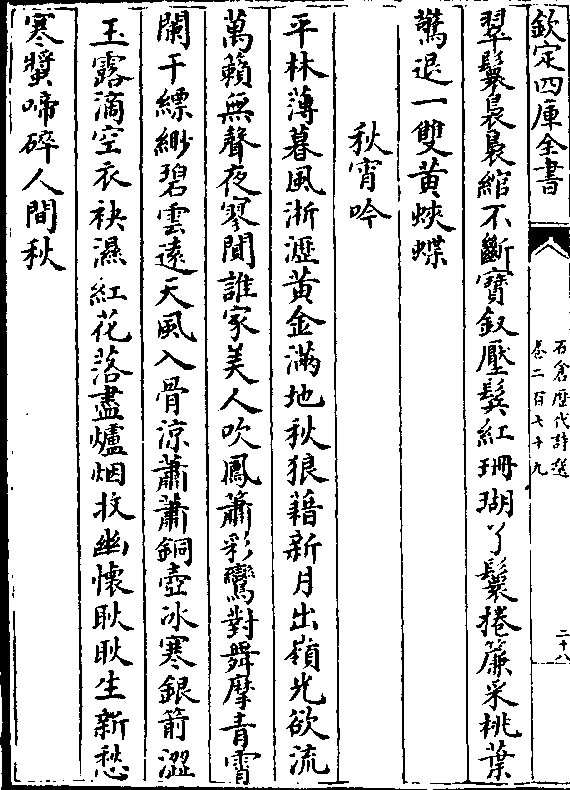 欽定四庫全書
石倉歷代詩選
卷二百七十九
二十八
翠鬟裊裊綰不斷寶釵壓鬂紅珊瑚丫鬟捲簾采桃葉
驚退一雙黃蛺蝶
秋宵吟
平林薄暮風淅瀝黃金滿地秋狼藉新月出嶺光欲流
萬籟無聲夜寥閴誰家美人吹鳳簫彩鸞對舞摩青霄
闌干縹緲碧雲遠天風入骨涼蕭蕭銅壺冰寒銀箭澀
玉露滴空衣袂濕紅花落盡爐烟收幽懷耿耿生新愁
寒螿啼碎人間秋